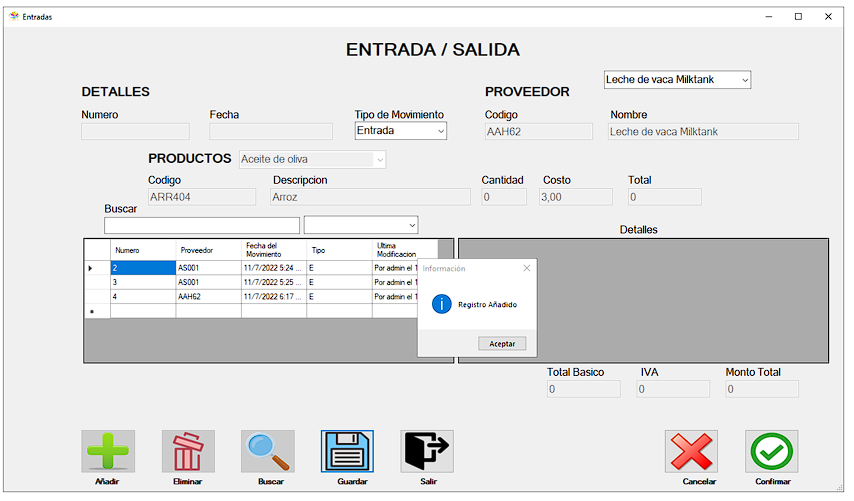 Entradas
ENTRADA / SALIDA
Leche de vaca Milktank
DETALLES
PROVEEDOR
Numero
Fecha
Tipo de Movimiento
Codigo
Nombre
Entrada
AAH62
Leche de vaca Milktank
PRODUCTOS
Aceite de oliva
Codigo
Descripcion
Cantidad
Costo
Total
ARR404
Arroz
0
3,00
0
Buscar
Detalles
Numero
Proveedor
Fecha del
Movimiento
Tipo
Ultima
Modificacion
2
AS001
11/7/2022 5:24 ...
E
Por admin el 1
3
AS001
11/7/2022 5:25 ...
E
Por admin el 1
4
AAH62
11/7/2022 6:17 ...
E
Por admin el 1
Información
Registro Añadido
Aceptar
Total Basico
IVA
Monto Total
0
0
0
Añadir
Eliminar
Buscar
Guardar
Salir
Cancelar
Confirmar